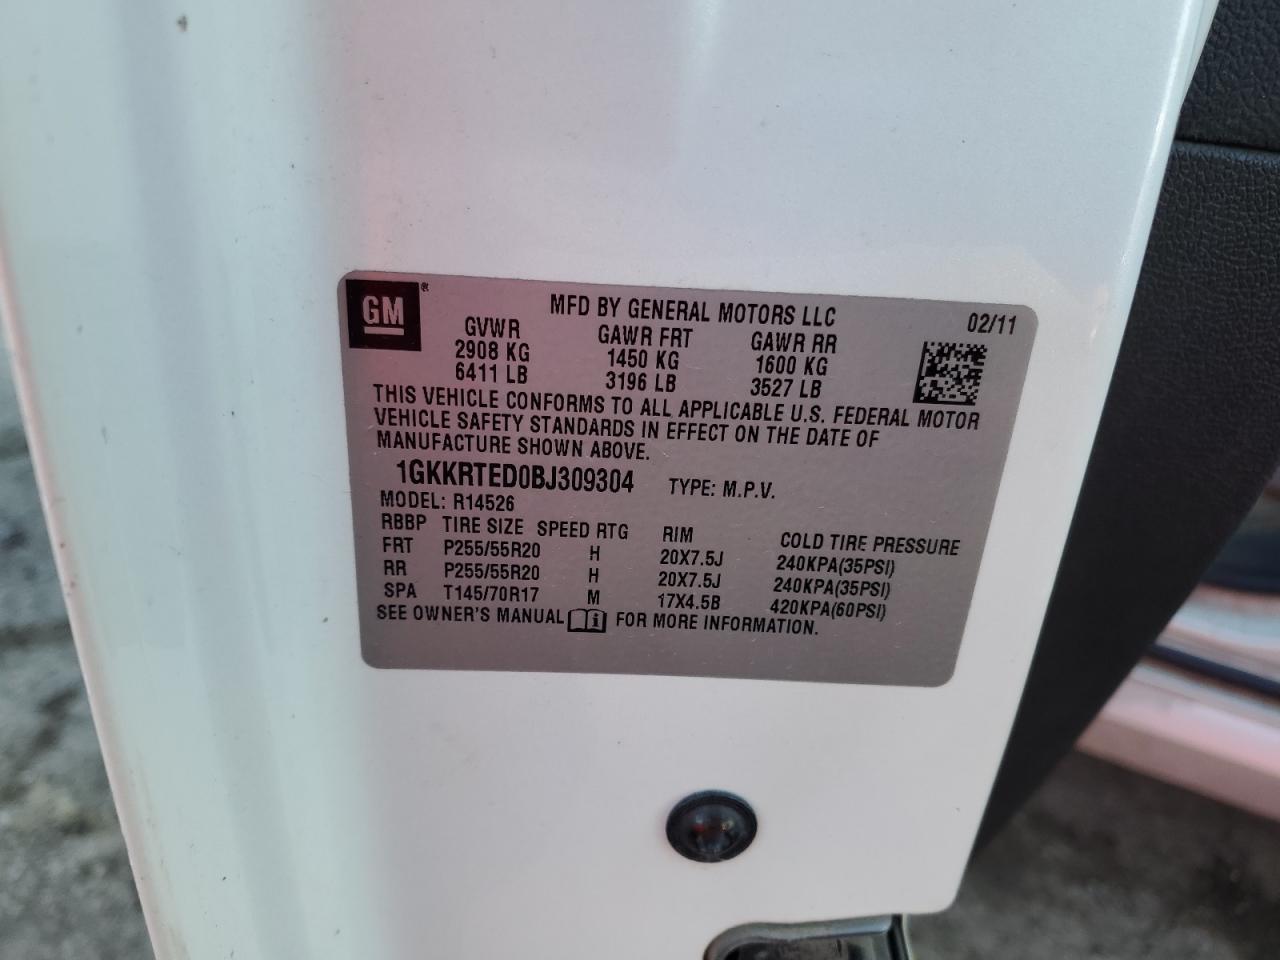 GM ®
MFD BY GENERAL MOTORS LLC 02/11
GVWR GAWR FRT GAWR RR
2908 KG 1450 KG 1600 KG
6411 LB 3196 LB 3527 LB
THIS VEHICLE CONFORMS TO ALL APPLICABLE U.S. FEDERAL MOTOR
VEHICLE SAFETY STANDARDS IN EFFECT ON THE DATE OF
MANUFACTURE SHOWN ABOVE.
1GKKRTED0BJ309304 TYPE: M.P.V.
MODEL: R14526
RBBP TIRE SIZE SPEED RTG RIM COLD TIRE PRESSURE
FRT P255/55R20 H 20X7.5J 240KPA(35PSI)
RR P255/55R20 H 20X7.5J 240KPA(35PSI)
SPA T145/70R17 M 17X4.5B 420KPA(60PSI)
SEE OWNER'S MANUAL i FOR MORE INFORMATION.